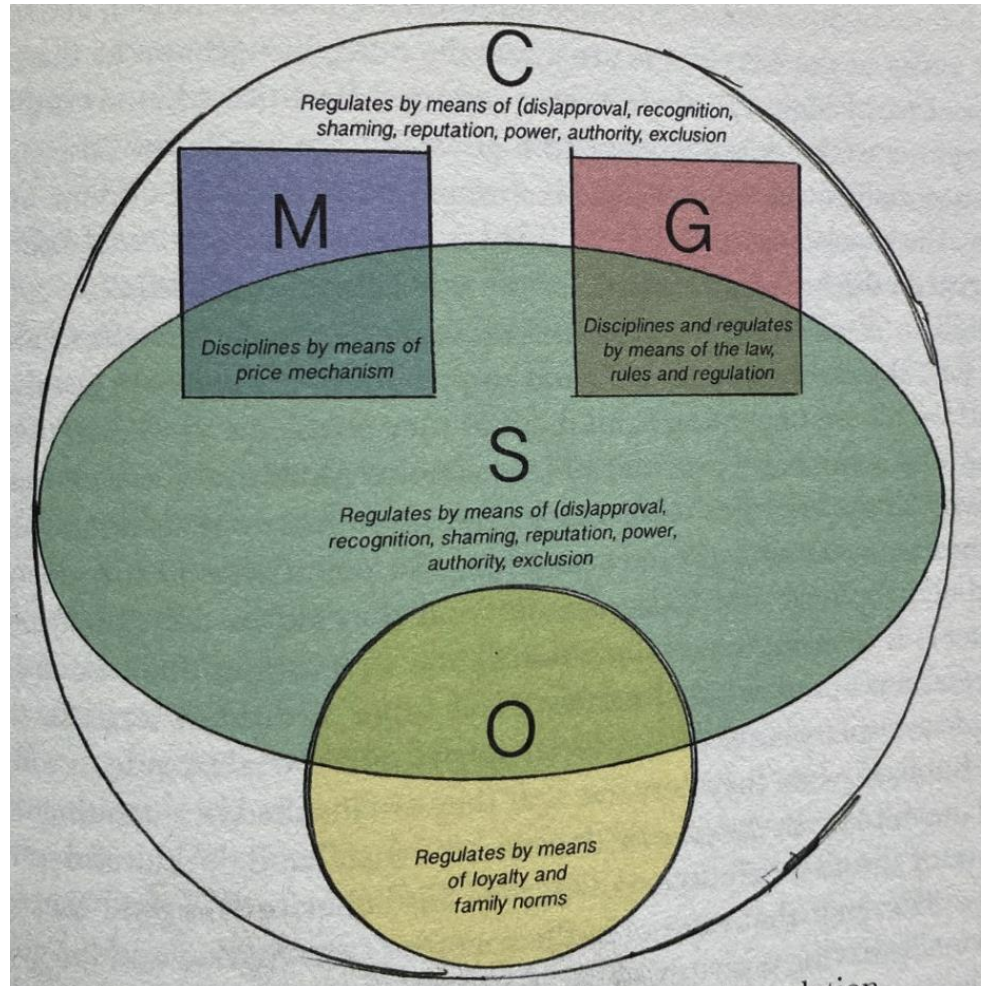 C
Regulates by means of (dis)approval, recognition,
shaming, reputation, power, authority, exclusion
M
G
Disciplines by means of
price mechanism
Disciplines and regulates
by means of the law,
rules and regulation
S
Regulates by means of (dis)approval,
recognition, shaming, reputation, power,
authority, exclusion
O
Regulates by means
of loyalty and
family norms